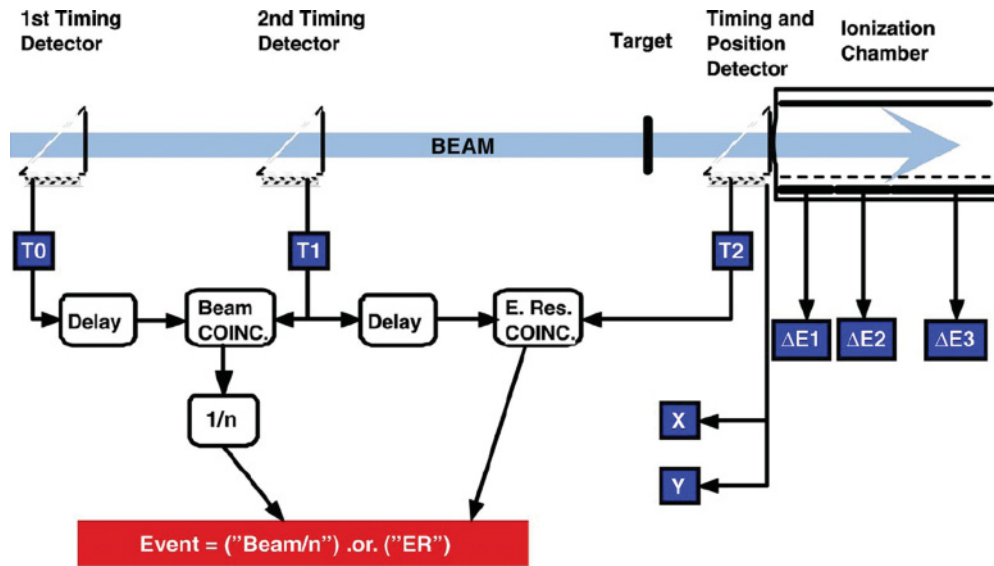 1st Timing
Detector
2nd Timing
Detector
Target
Timing and
Position
Detector
Ionization
Chamber
BEAM
T0
T1
T2
Delay
Beam
COINC.
Delay
E. Res.
COINC.
ΔE1
ΔE2
ΔE3
1/n
X
Y
Event = ("Beam/n") .or. ("ER")